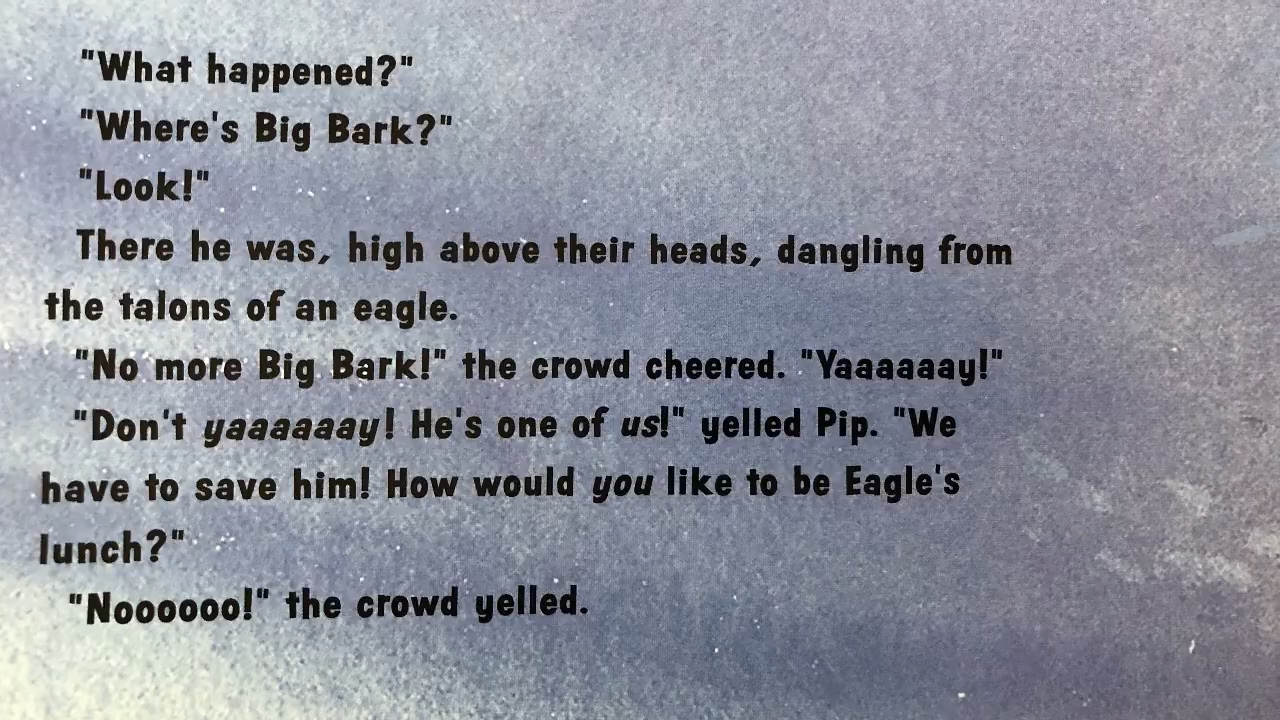 "What happened?"
"Where's Big Bark?"
"Look!"
There he was, high above their heads, dangling from
the talons of an eagle.
"No more Big Bark!" the crowd cheered. "Yaaaaaay!"
"Don't yaaaaaay! He's one of us!" yelled Pip. "We
have to save him! How would you like to be Eagle's
lunch?"
"Noooooo!" the crowd yelled.